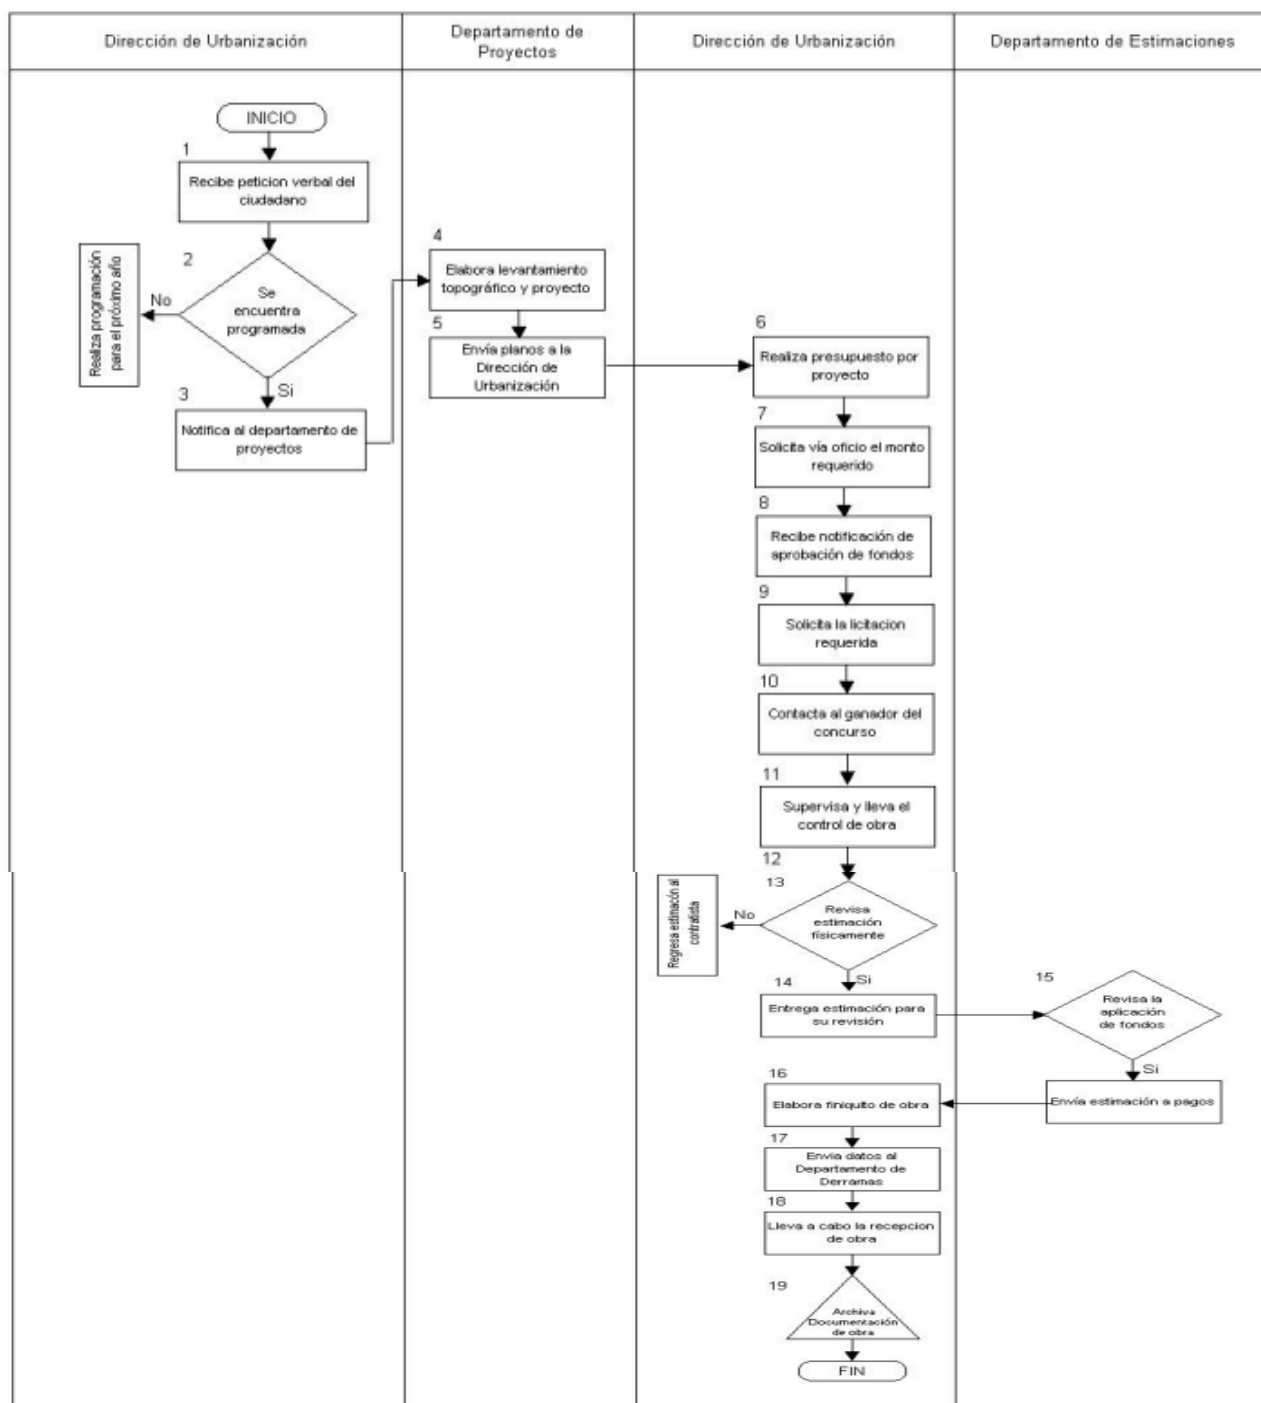 Dirección de Urbanización
Departamento de
Proyectos
Dirección de Urbanización
Departamento de Estimaciones
INICIO
1
Recibe peticion verbal del
ciudadano
2
Se
encuentra
programada
No
Realiza programación
para el próximo año
Si
3
Notifica al departamento de
proyectos
4
Elabora levantamiento
topográfico y proyecto
5
Envía planos a la
Dirección de
Urbanización
6
Realiza presupuesto por
proyecto
7
Solicita vía oficio el monto
requerido
8
Recibe notificación de
aprobación de fondos
9
Solicita la licitacion
requerida
10
Contacta al ganador del
concurso
11
Supervisa y lleva el
control de obra
12
13
Revisa
estimación
físicamente
No
Regresa estimacón al
contratista
Si
14
Entrega estimación para
su revisión
15
Revisa la
aplicación
de fondos
Si
Envía estimación a pagos
16
Elabora finiquito de obra
17
Envia datos al
Departamento de
Derramas
18
Lleva a cabo la recepcion
de obra
19
Archiva
Documentación
de obra
FIN